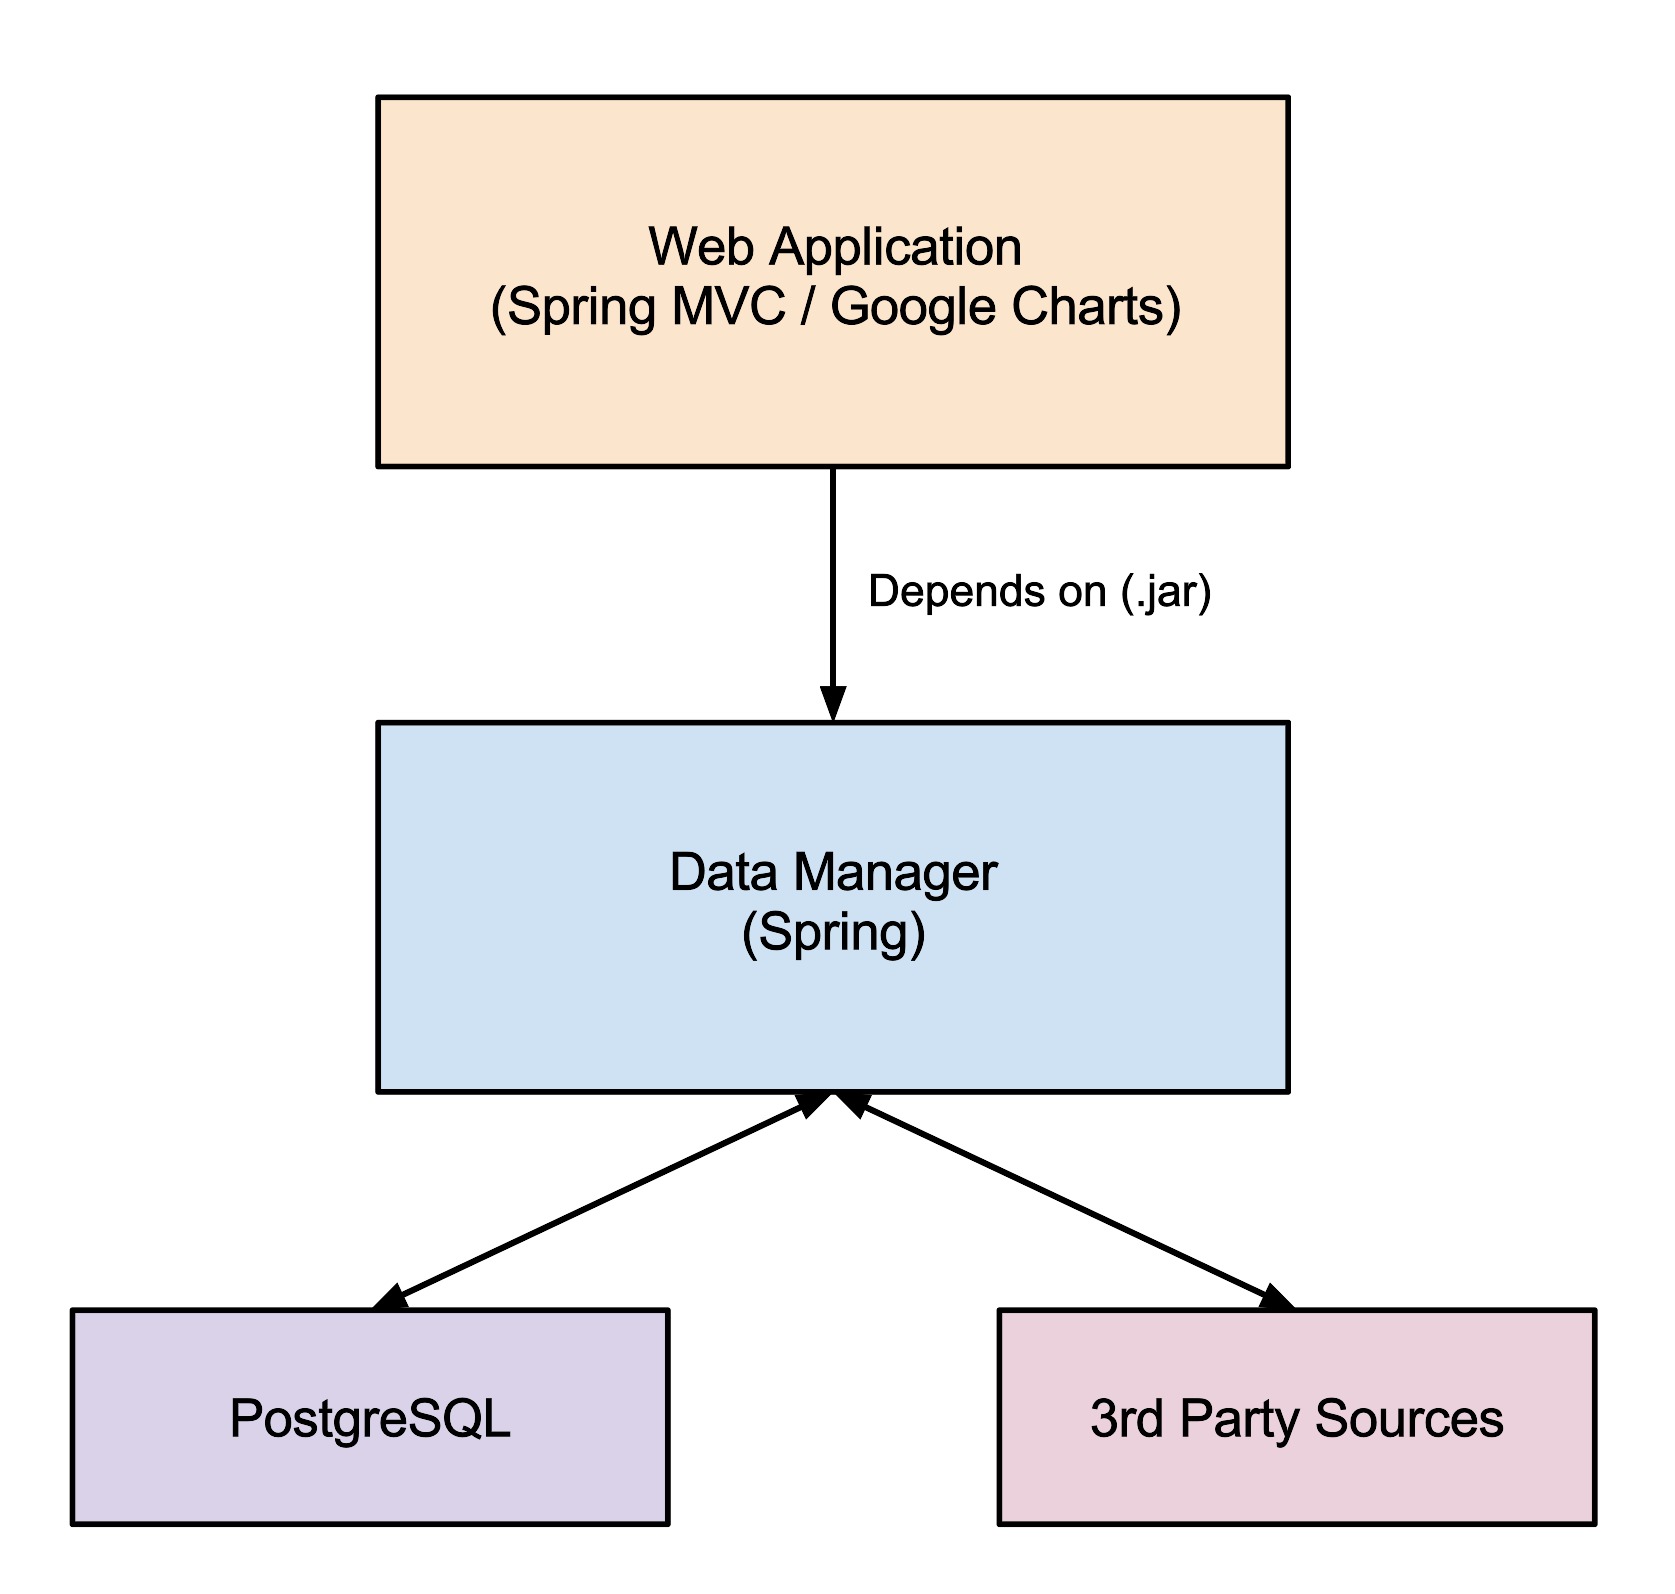 Web Application
(Spring MVC / Google Charts)
Depends on (.jar)
Data Manager
(Spring)
PostgreSQL
3rd Party Sources